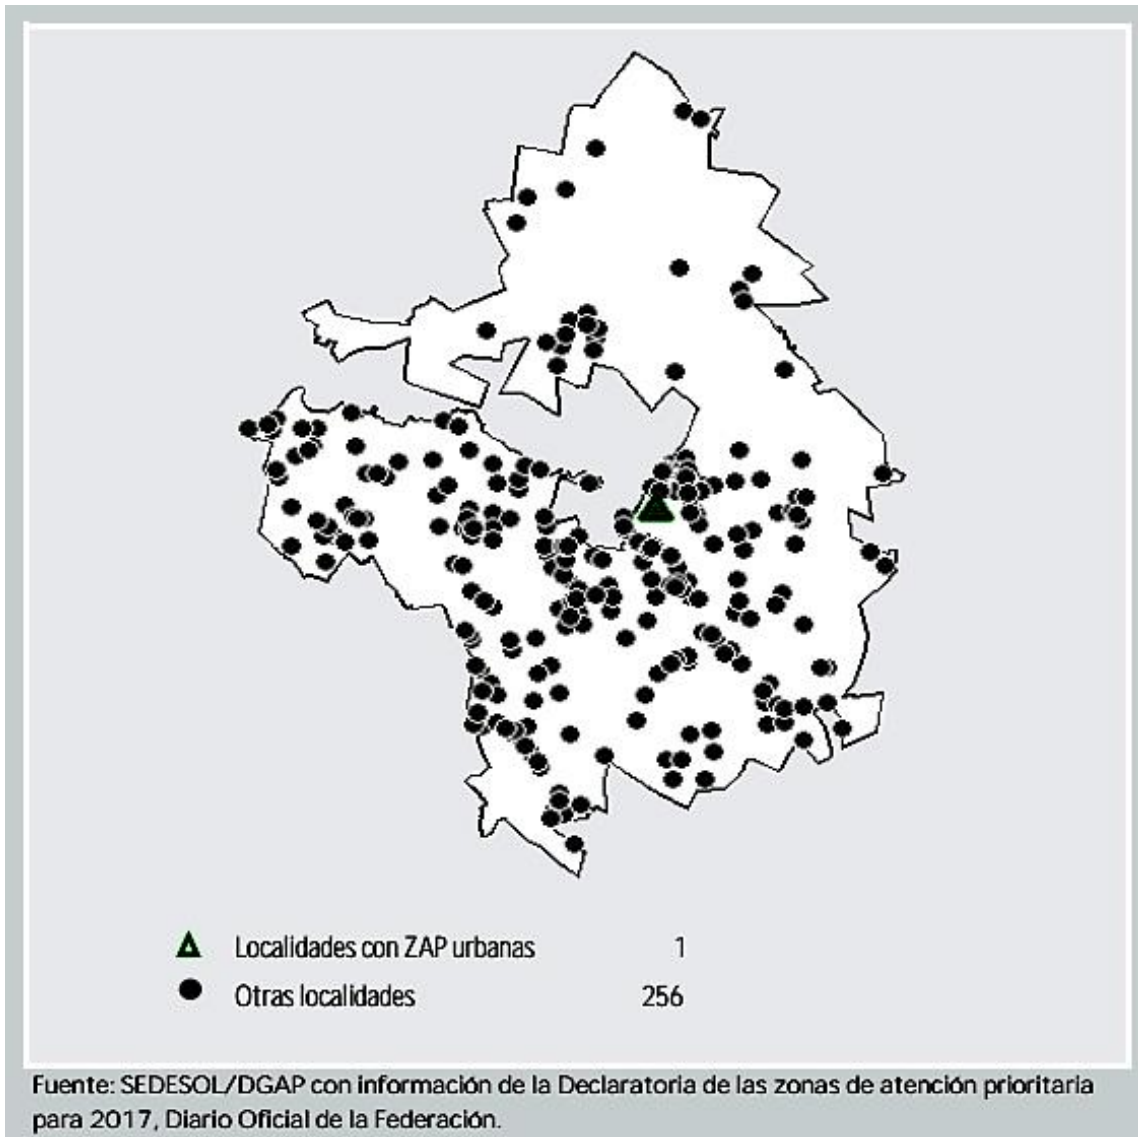 Localidades con ZAP urbanas 1
Otras localidades 256
Fuente: SEDESOL/DGAP con información de la Declaratoria de las zonas de atención prioritaria
para 2017, Diario Oficial de la Federación.